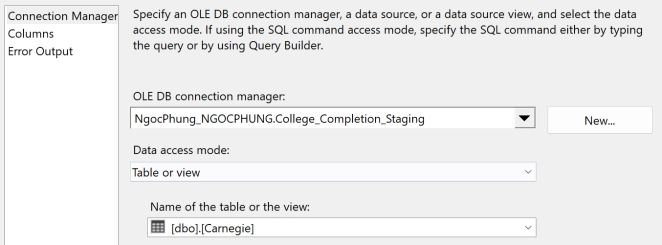 Connection Manager
Columns
Error Output
Specify an OLE DB connection manager, a data source, or a data source view, and select the data
access mode. If using the SQL command access mode, specify the SQL command either by typing
the query or by using Query Builder.
OLE DB connection manager:
NgocPhung_NGOCPHUNG.College_Completion_Staging
New...
Data access mode:
Table or view
Name of the table or the view:
[dbo].[Carnegie]